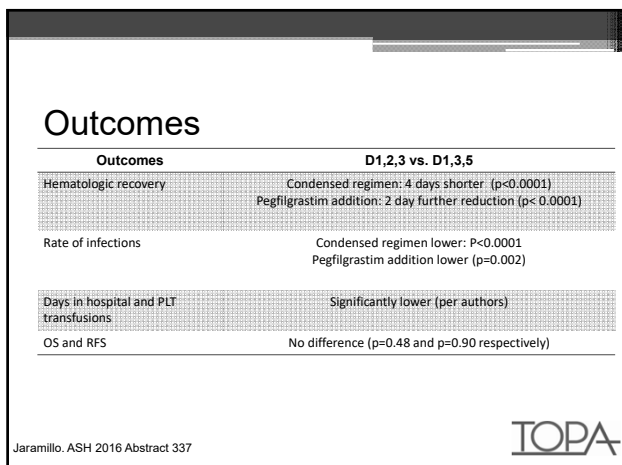 Outcomes
Outcomes D1,2,3 vs. D1,3,5
Hematologic recovery Condensed regimen: 4 days shorter (p<0.0001)
Pegfilgrastim addition: 2 day further reduction (p< 0.0001)
Rate of infections Condensed regimen lower: P<0.0001
Pegfilgrastim addition lower (p=0.002)
Days in hospital and PLT Significantly lower (per authors)
transfusions
OS and RFS No difference (p=0.48 and p=0.90 respectively)
Jaramillo. ASH 2016 Abstract 337
TOPA